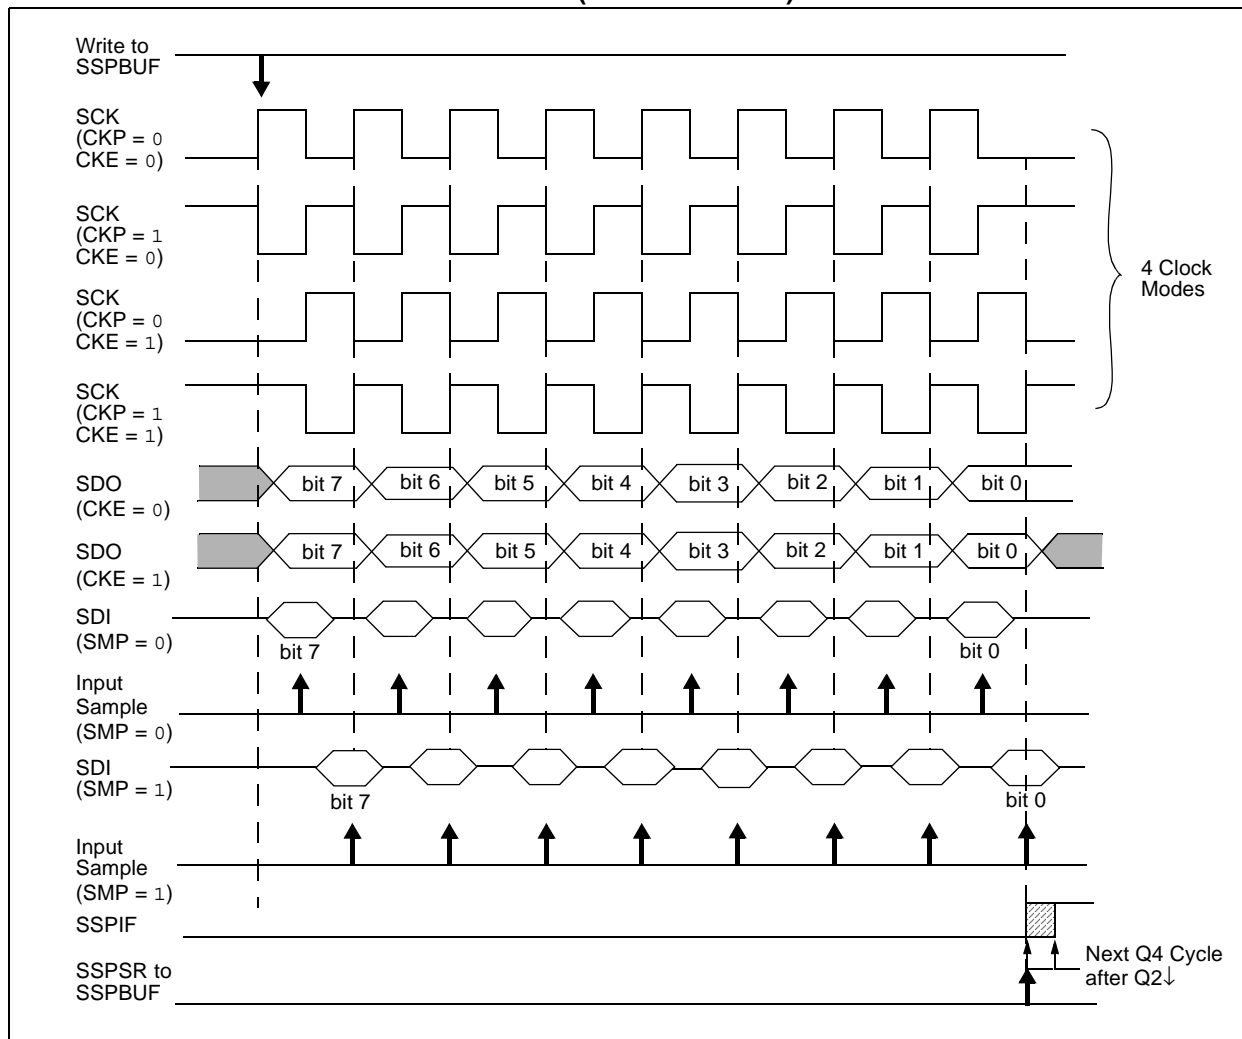 Write to
SSPBUF
SCK
(CKP = 0
CKE = 0)
SCK
(CKP = 1
CKE = 0)
SCK
(CKP = 0
CKE = 1)
SCK
(CKP = 1
CKE = 1)
4 Clock
Modes
SDO
(CKE = 0)
bit 7 bit 6 bit 5 bit 4 bit 3 bit 2 bit 1 bit 0
SDO
(CKE = 1)
bit 7 bit 6 bit 5 bit 4 bit 3 bit 2 bit 1 bit 0
SDI
(SMP = 0)
bit 7 bit 0
Input
Sample
(SMP = 0)
SDI
(SMP = 1)
bit 7 bit 0
Input
Sample
(SMP = 1)
SSPIF
Next Q4 Cycle
after Q2↓
SSPSR to
SSPBUF